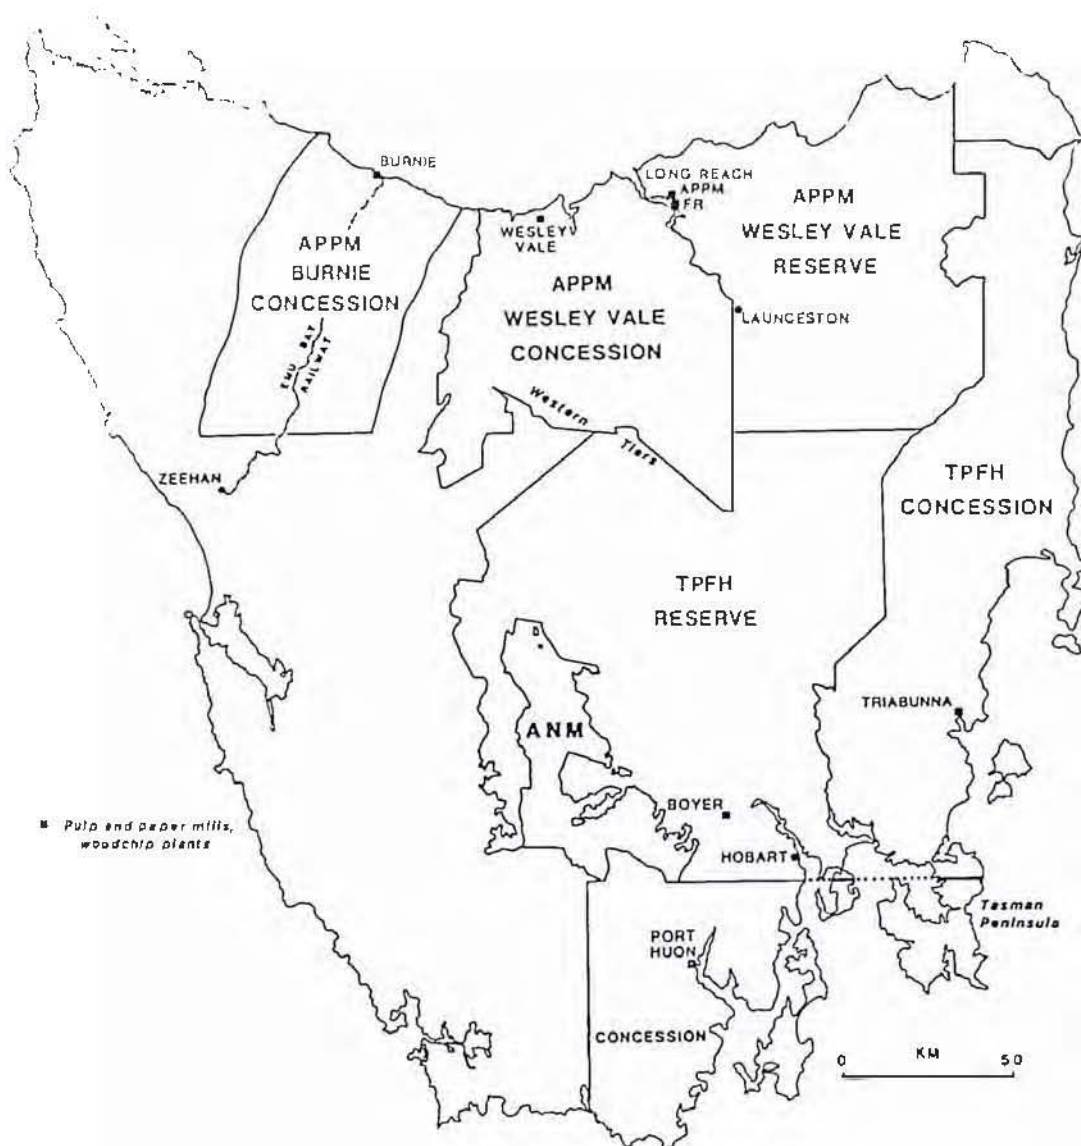 BURNIE
LONG REACH
APPM
FR
WESLEY
VALE
APPM
BURNIE
CONCESSION
APPM
WESLEY VALE
RESERVE
APPM
WESLEY VALE
CONCESSION
LAUNCESTON
EMU BAY
RAILWAY
Western
Tiers
ZEEHAN
TPFH
CONCESSION
TPFH
RESERVE
TRIABUNNA
ANM
BOYER
Pulp and paper mills,
woodchip plants
HOBART
Tasman
Peninsula
PORT
HUON
CONCESSION
KM
0 50